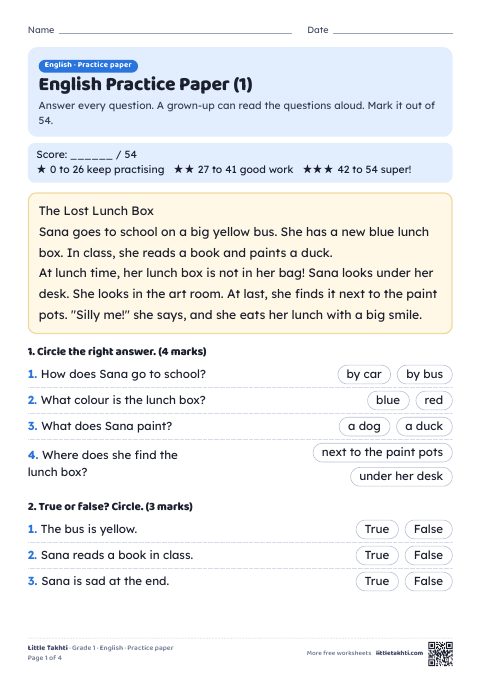 Name Date
English · Practice paper
English Practice Paper (1)
Answer every question. A grown-up can read the questions aloud. Mark it out of
54.
Score: ______ / 54
★ 0 to 26 keep practising ★★ 27 to 41 good work ★★★ 42 to 54 super!
The Lost Lunch Box
Sana goes to school on a big yellow bus. She has a new blue lunch
box. In class, she reads a book and paints a duck.
At lunch time, her lunch box is not in her bag! Sana looks under her
desk. She looks in the art room. At last, she finds it next to the paint
pots. "Silly me!" she says, and she eats her lunch with a big smile.
1. Circle the right answer. (4 marks)
1. How does Sana go to school? by car by bus
2. What colour is the lunch box? blue red
3. What does Sana paint? a dog a duck
4. Where does she find the
lunch box?
next to the paint pots
under her desk
2. True or false? Circle. (3 marks)
1. The bus is yellow. True False
2. Sana reads a book in class. True False
3. Sana is sad at the end. True False
Little Takhti · Grade 1 · English · Practice paper
Page 1 of 4
More free worksheets littletakhti.com